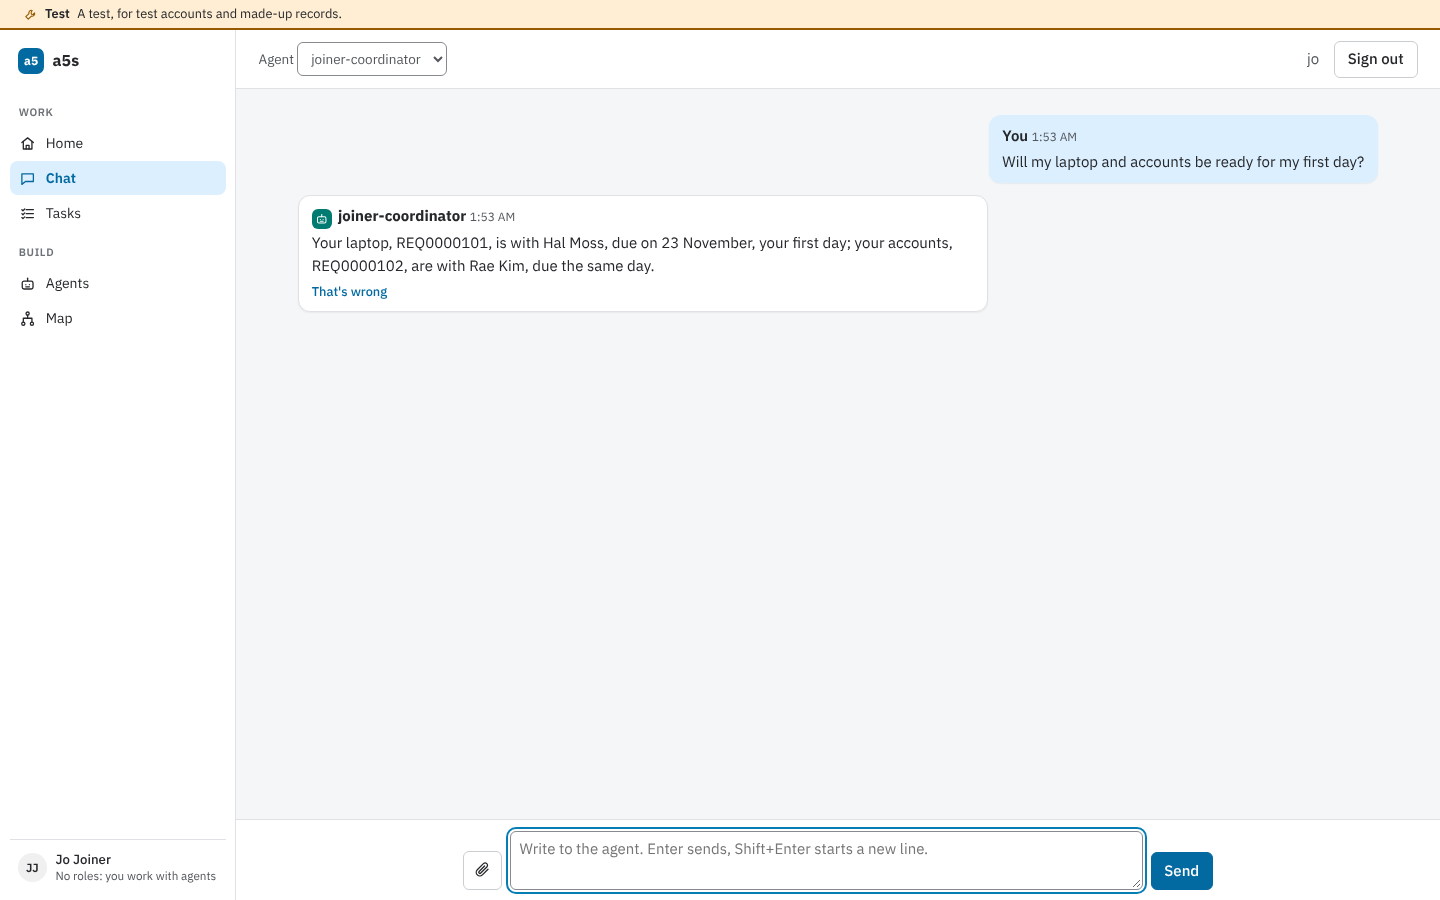 Test A test, for test accounts and made-up records.
a5 a5s
WORK
Home
Chat
Tasks
BUILD
Agents
Map
JJ
Jo Joiner
No roles: you work with agents
Agent joiner-coordinator
jo
Sign out
You 1:53 AM
Will my laptop and accounts be ready for my first day?
joiner-coordinator 1:53 AM
Your laptop, REQ0000101, is with Hal Moss, due on 23 November, your first day; your accounts,
REQ0000102, are with Rae Kim, due the same day.
That's wrong
Write to the agent. Enter sends, Shift+Enter starts a new line.
Send